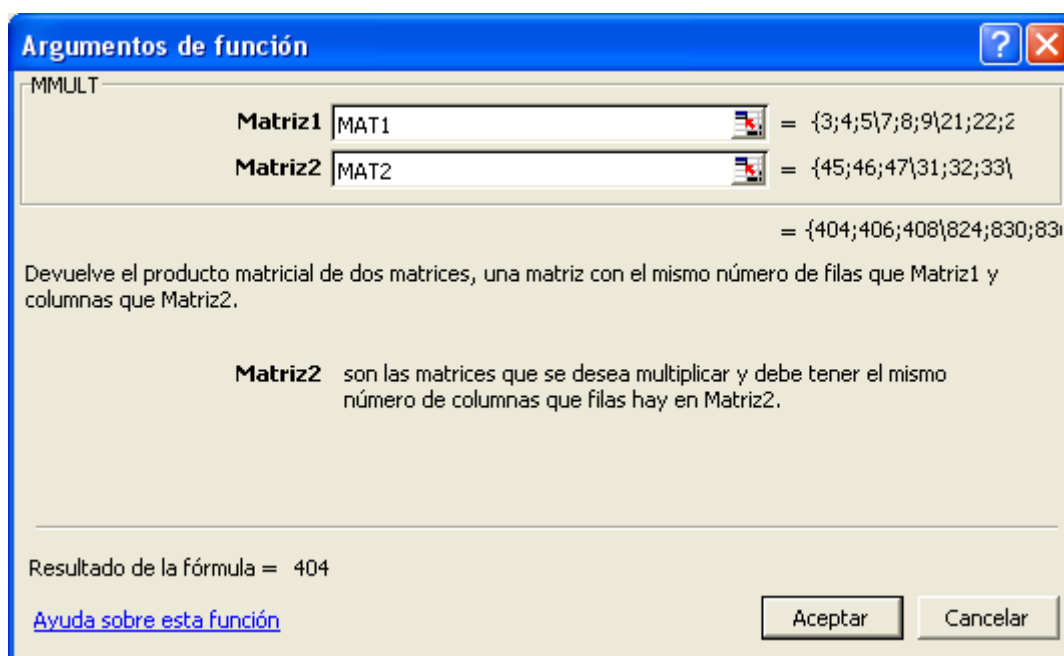 Argumentos de función
MMULT
Matriz1 MAT1 = {3;4;5\7;8;9\21;22;2
Matriz2 MAT2 = {45;46;47\31;32;33\
= {404;406;408\824;830;83
Devuelve el producto matricial de dos matrices, una matriz con el mismo número de filas que Matriz1 y
columnas que Matriz2.
Matriz2 son las matrices que se desea multiplicar y debe tener el mismo
número de columnas que filas hay en Matriz2.
Resultado de la fórmula = 404
Ayuda sobre esta función
Aceptar
Cancelar